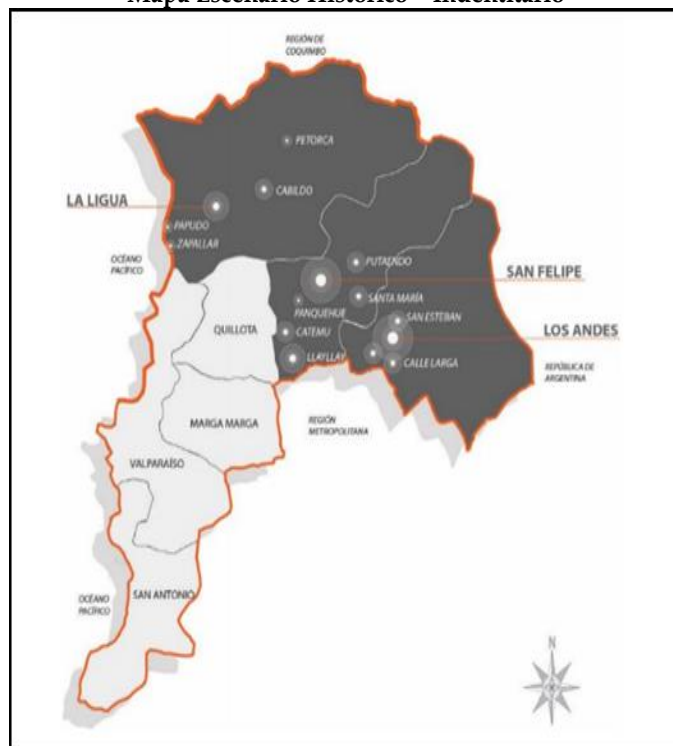 Mapa Escenario Histórico – Indentitario
REGIÓN DE
COQUIMBO
PETORCA
CABILDO
LA LIGUA
PAPUDO
ZAPALLAR
OCÉANO
PACÍFICO
PUTAENDO
SAN FELIPE
SANTA MARÍA
PANQUEHUE
SAN ESTEBAN
QUILLOTA
CATEMU
LOS ANDES
LLAYLLAY
CALLE LARGA
REPÚBLICA DE
ARGENTINA
MARGA MARGA
REGIÓN
METROPOLITANA
VALPARAÍSO
OCÉANO
PACÍFICO
SAN ANTONIO
N